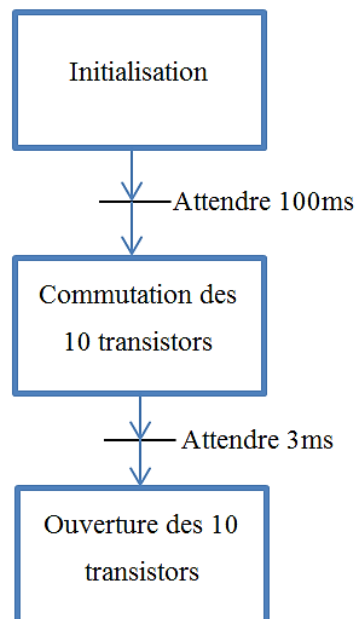 Initialisation
Attendre 100ms
Commutation des
10 transistors
Attendre 3ms
Ouverture des 10
transistors